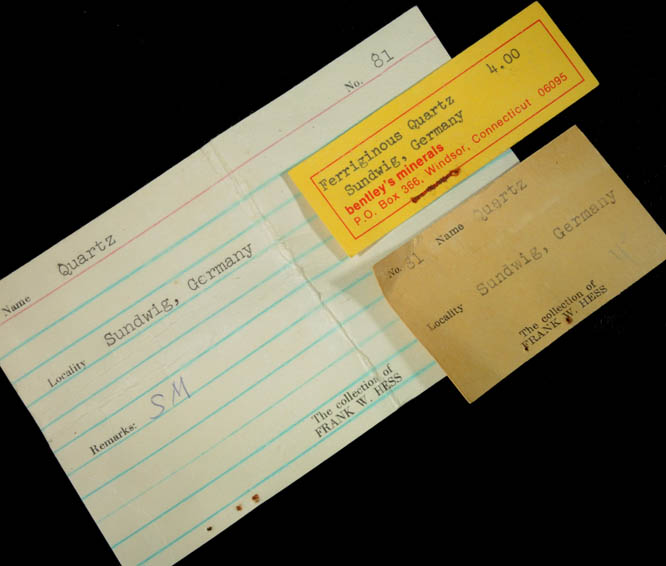 No. 81
Name Quartz
Locality Sundwig, Germany
Remarks: SM
The collection of
FRANK W. HESS
4.00
Ferriginous Quartz
Sundwig, Germany
bentley's minerals
P.O. Box 366, Windsor, Connecticut 06095
No. 81 Name Quartz
Locality Sundwig, Germany
The collection of
FRANK W. HESS